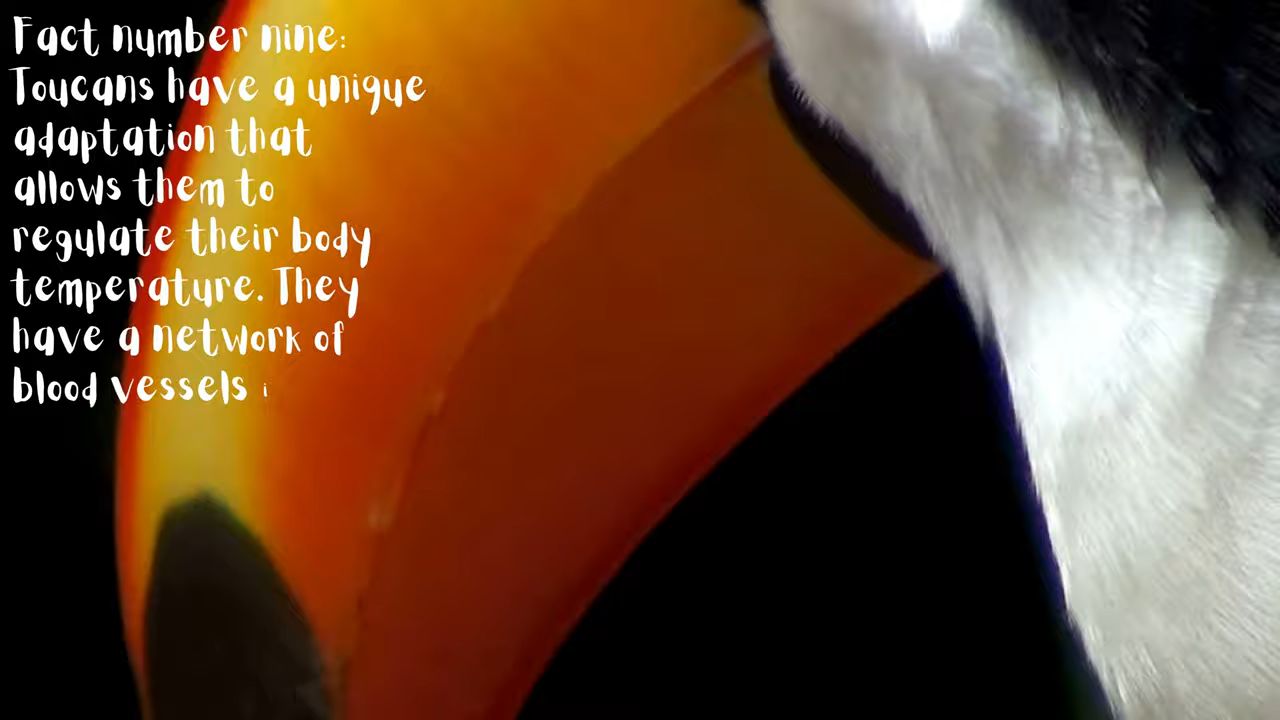 Fact number nine:
Toucans have a unique
adaptation that
allows them to
regulate their body
temperature. They
have a network of
blood vessels i